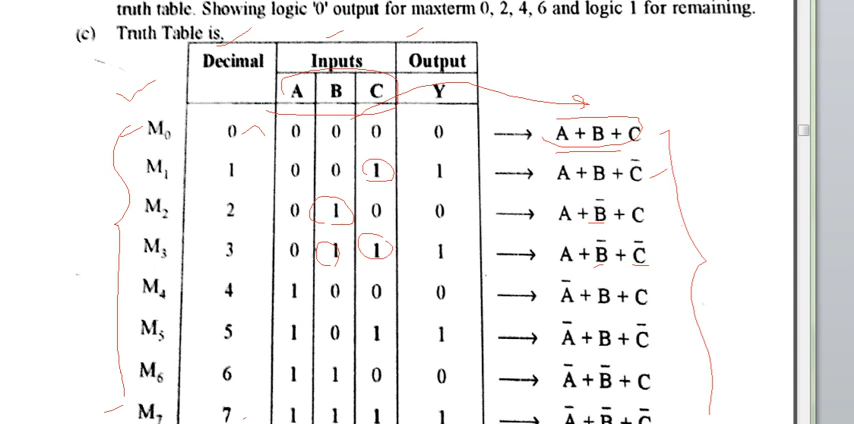 truth table. Showing logic '0' output for maxterm 0, 2, 4, 6 and logic 1 for remaining.
(c) Truth Table is,
Decimal Inputs Output
A B C Y
M₀ 0 0 0 0 0 → A + B + C
M₁ 1 0 0 1 1 → A + B + C̄
M₂ 2 0 1 0 0 → A + B̄ + C
M₃ 3 0 1 1 1 → A + B̄ + C̄
M₄ 4 1 0 0 0 → Ā + B + C
M₅ 5 1 0 1 1 → Ā + B + C̄
M₆ 6 1 1 0 0 → Ā + B̄ + C
M₇ 7 1 1 1 1 → Ā + B̄ + C̄